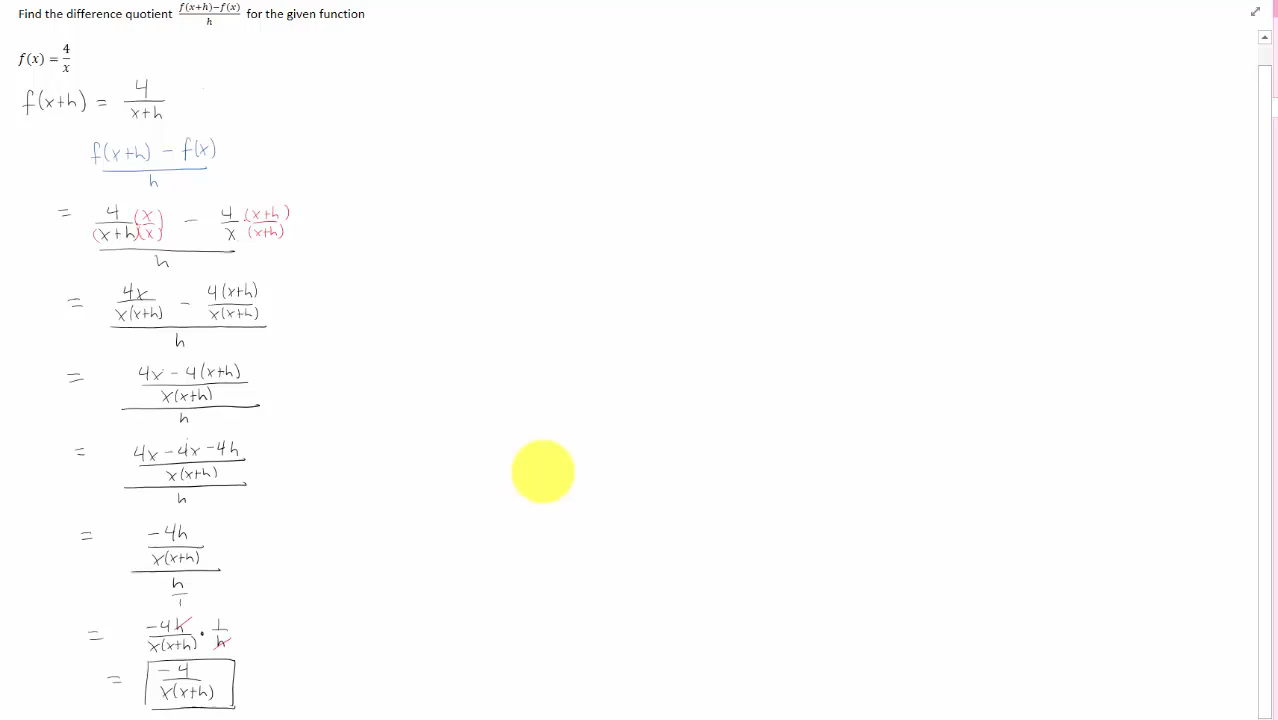 Find the difference quotient f(x+h)−f(x)/h for the given function
f(x) = 4/x
f(x+h) = 4/x+h
f(x+h) − f(x)
h
= 4/(x+h) (x)/(x) − 4/x (x+h)/(x+h)
h
= 4x/x(x+h) − 4(x+h)/x(x+h)
h
= 4x − 4(x+h)
x(x+h)
h
= 4x − 4x − 4h
x(x+h)
h
= −4h
x(x+h)
h
1
= −4h/x(x+h) · 1/h
= −4
x(x+h)